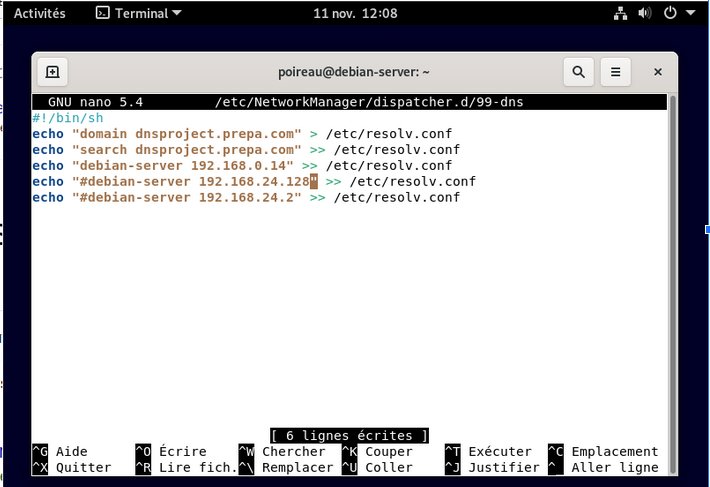 Activités Terminal 11 nov. 12:08
poireau@debian-server: ~
GNU nano 5.4 /etc/NetworkManager/dispatcher.d/99-dns
#!/bin/sh
echo "domain dnsproject.prepa.com" > /etc/resolv.conf
echo "search dnsproject.prepa.com" >> /etc/resolv.conf
echo "debian-server 192.168.0.14" >> /etc/resolv.conf
echo "#debian-server 192.168.24.128" >> /etc/resolv.conf
echo "#debian-server 192.168.24.2" >> /etc/resolv.conf
[ 6 lignes écrites ]
^G Aide ^O Écrire ^W Chercher ^K Couper ^T Exécuter ^C Emplacement
^X Quitter ^R Lire fich. ^\ Remplacer ^U Coller ^J Justifier ^_ Aller ligne